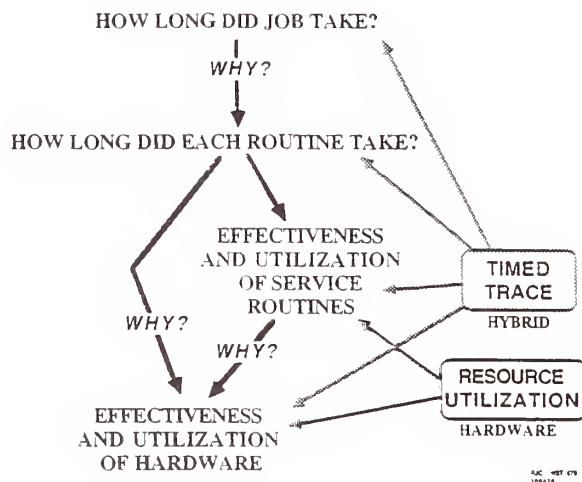 HOW LONG DID JOB TAKE?
WHY?
HOW LONG DID EACH ROUTINE TAKE?
EFFECTIVENESS
AND UTILIZATION
OF SERVICE
ROUTINES
TIMED
TRACE
HYBRID
WHY?
WHY?
RESOURCE
UTILIZATION
HARDWARE
EFFECTIVENESS
AND UTILIZATION
OF HARDWARE